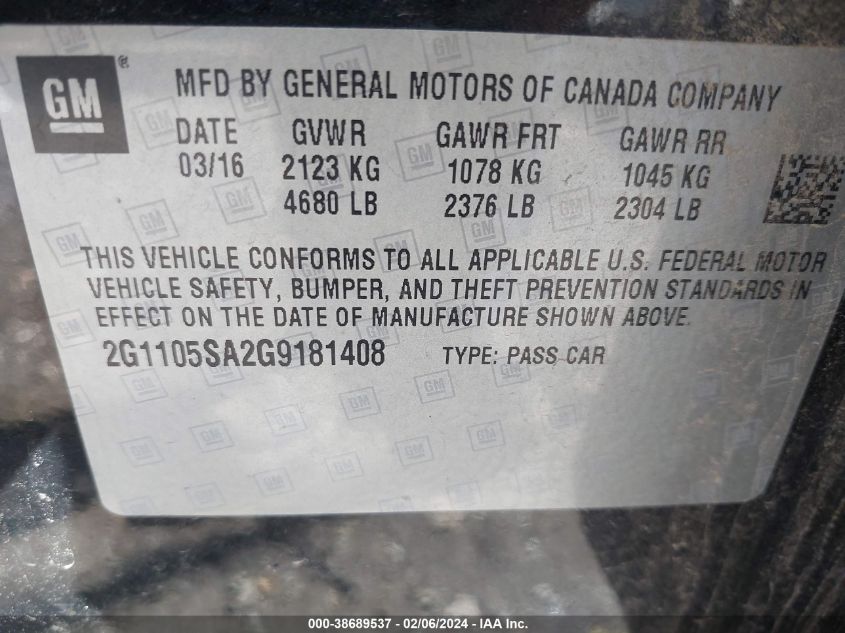 GM ® MFD BY GENERAL MOTORS OF CANADA COMPANY
DATE GVWR GAWR FRT GAWR RR
03/16 2123 KG 1078 KG 1045 KG
4680 LB 2376 LB 2304 LB
THIS VEHICLE CONFORMS TO ALL APPLICABLE U.S. FEDERAL MOTOR
VEHICLE SAFETY, BUMPER, AND THEFT PREVENTION STANDARDS IN
EFFECT ON THE DATE OF MANUFACTURE SHOWN ABOVE.
2G1105SA2G9181408 TYPE: PASS CAR
000-38689537 - 02/06/2024 - IAA Inc.